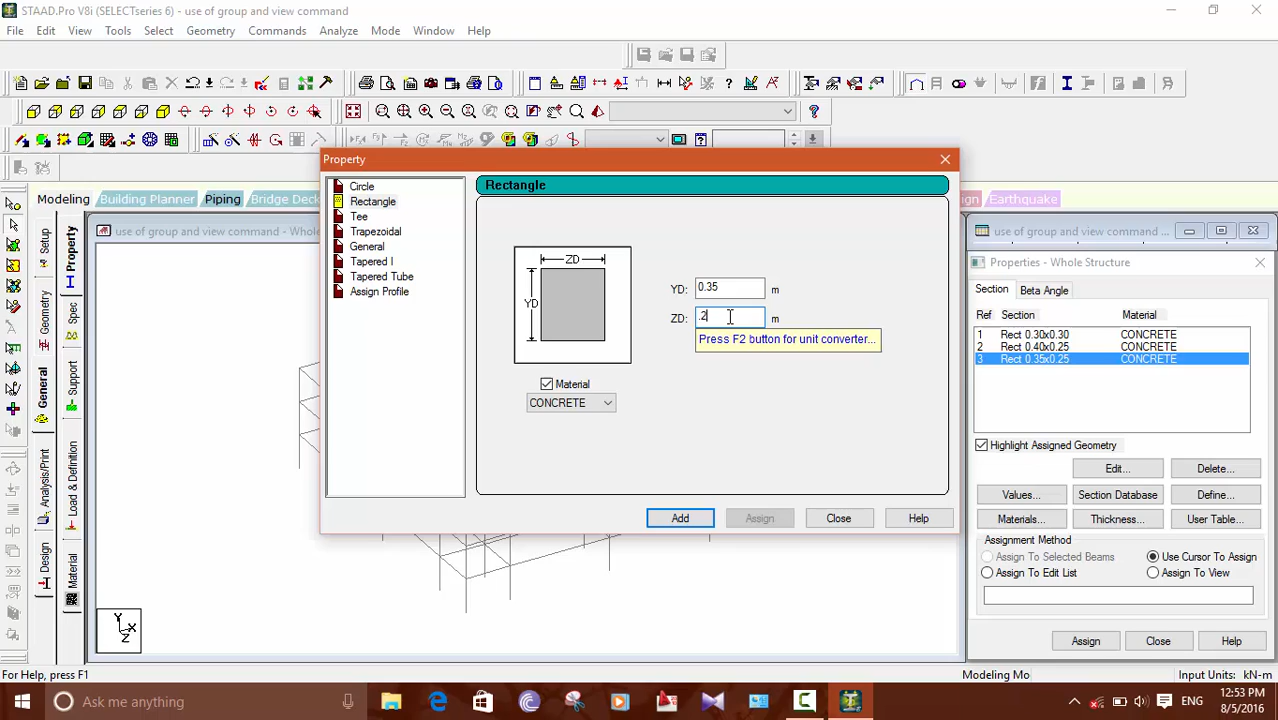 STAAD.Pro V8i (SELECTseries 6) - use of group and view command
File Edit View Tools Select Geometry Commands Analyze Mode Window Help
Modeling Building Planner Piping Bridge Deck Earthquake
use of group and view command - Whole
use of group and view command ...
Setup
Geometry
General
Analysis/Print
Design
Property
Spec
Support
Load & Definition
Material
Property
Circle
Rectangle
Tee
Trapezoidal
General
Tapered I
Tapered Tube
Assign Profile
Rectangle
ZD
YD
YD: 0.35 m
ZD: .2 m
Press F2 button for unit converter...
Material
CONCRETE
Add Assign Close Help
Properties - Whole Structure
Section Beta Angle
Ref Section Material
1 Rect 0.30x0.30 CONCRETE
2 Rect 0.40x0.25 CONCRETE
3 Rect 0.35x0.25 CONCRETE
Highlight Assigned Geometry
Edit... Delete...
Values... Section Database Define...
Materials... Thickness... User Table...
Assignment Method
Assign To Selected Beams Use Cursor To Assign
Assign To Edit List Assign To View
Assign Close Help
Y
X
Z
For Help, press F1
Modeling Mo Input Units: kN-m
Ask me anything
ENG
12:53 PM
8/5/2016